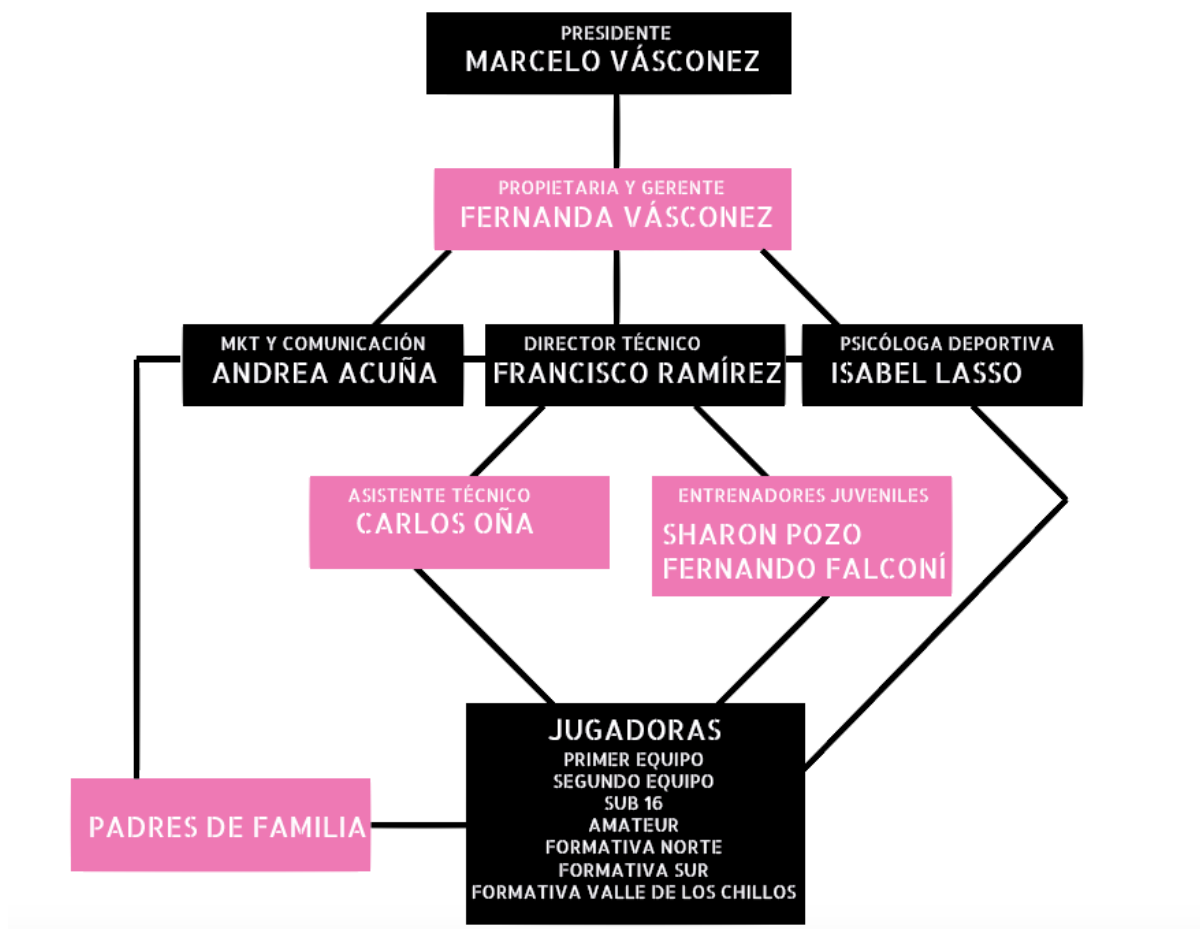 PRESIDENTE
MARCELO VÁSCONEZ
PROPIETARIA Y GERENTE
FERNANDA VÁSCONEZ
MKT Y COMUNICACIÓN
ANDREA ACUÑA
DIRECTOR TÉCNICO
FRANCISCO RAMÍREZ
PSICÓLOGA DEPORTIVA
ISABEL LASSO
ASISTENTE TÉCNICO
CARLOS OÑA
ENTRENADORES JUVENILES
SHARON POZO
FERNANDO FALCONÍ
JUGADORAS
PRIMER EQUIPO
SEGUNDO EQUIPO
SUB 16
AMATEUR
FORMATIVA NORTE
FORMATIVA SUR
FORMATIVA VALLE DE LOS CHILLOS
PADRES DE FAMILIA